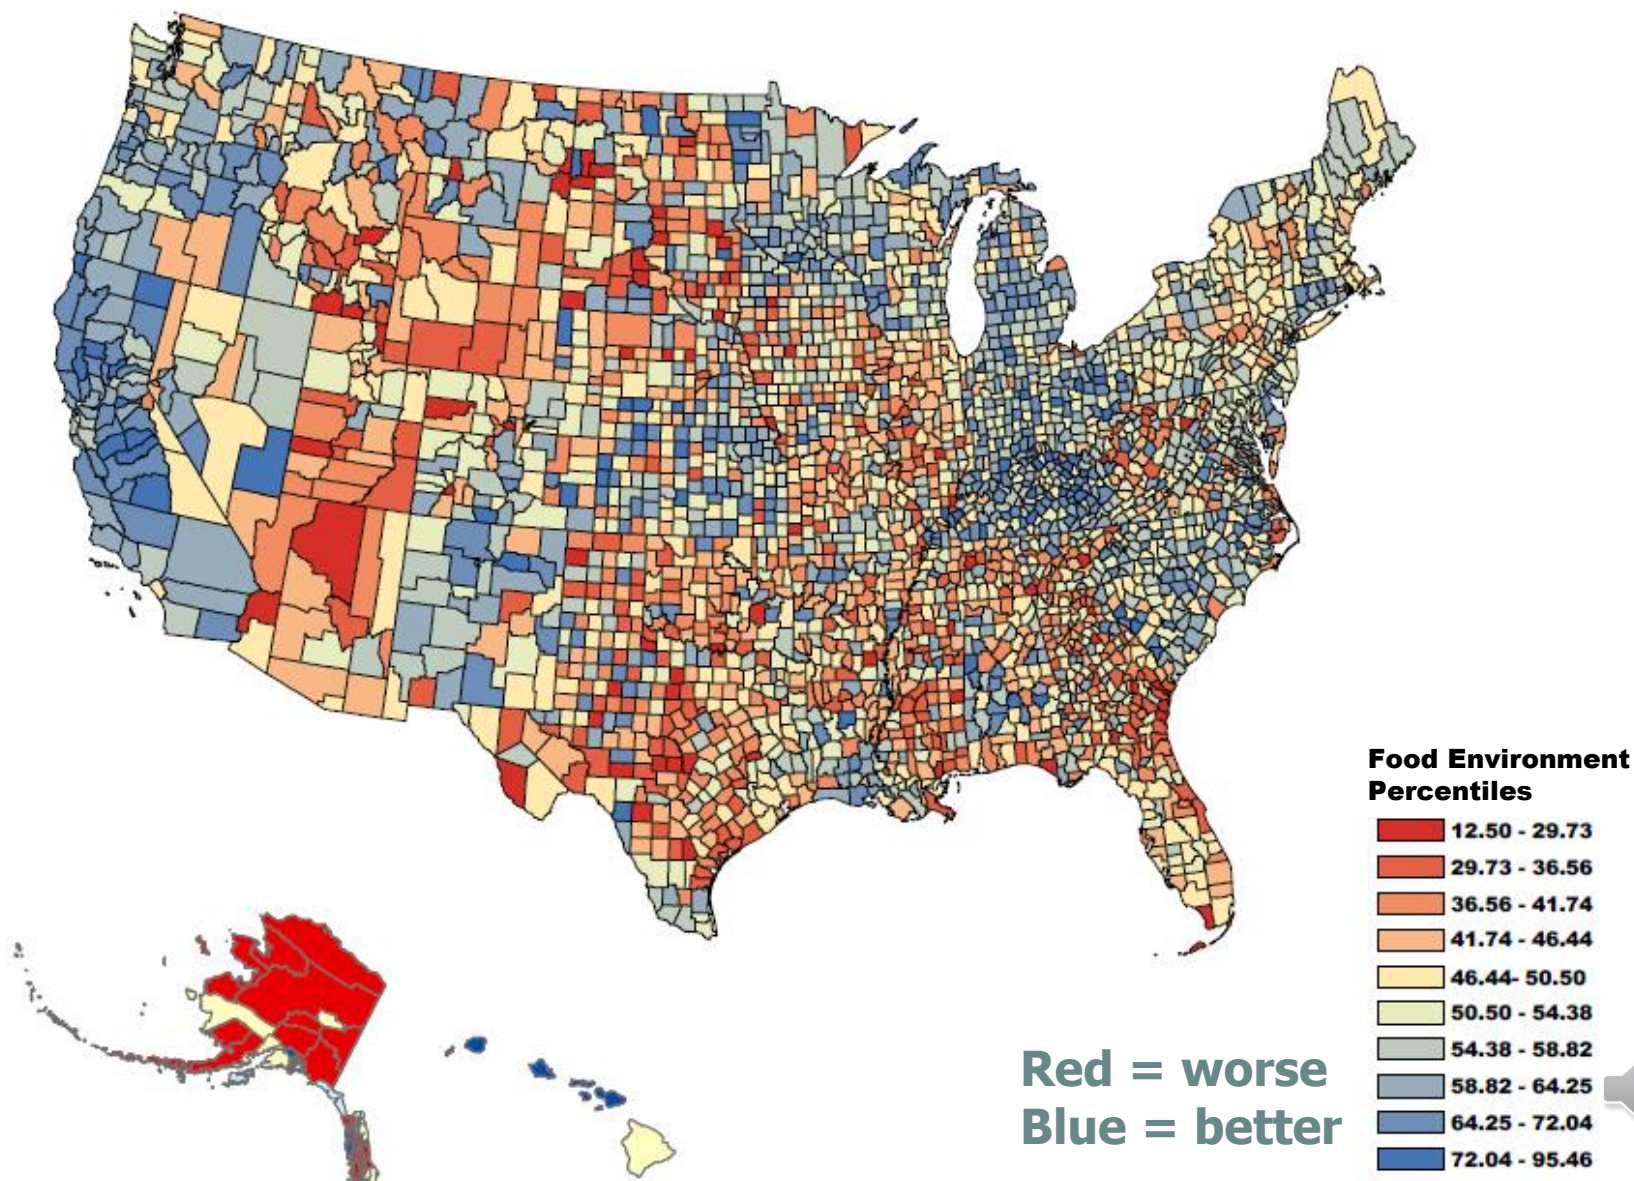 Food Environment
Percentiles
12.50 - 29.73
29.73 - 36.56
36.56 - 41.74
41.74 - 46.44
46.44- 50.50
50.50 - 54.38
54.38 - 58.82
58.82 - 64.25
64.25 - 72.04
72.04 - 95.46
Red = worse
Blue = better